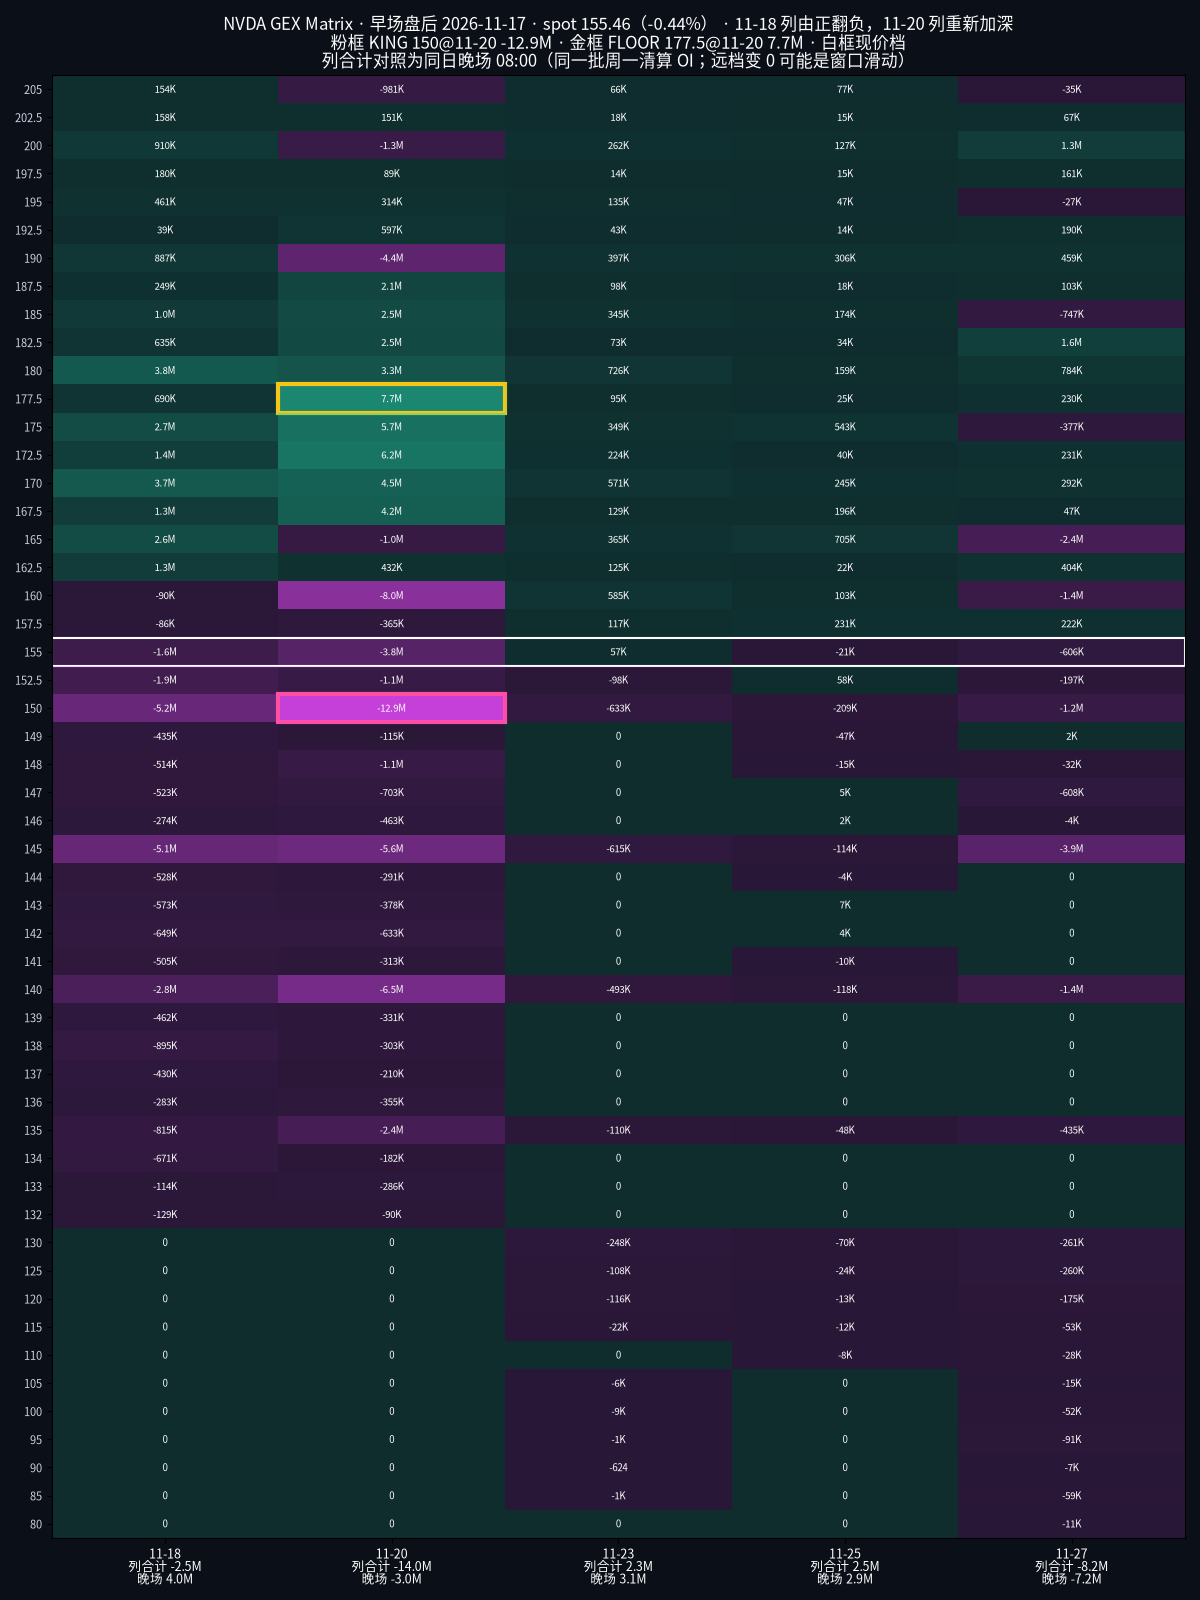 NVDA GEX Matrix · 早场盘后 2026-11-17 · spot 155.46（-0.44%） · 11-18 列由正翻负，11-20 列重新加深
粉框 KING 150@11-20 -12.9M · 金框 FLOOR 177.5@11-20 7.7M · 白框现价档
列合计对照为同日晚场 08:00（同一批周一清算 OI；远档变 0 可能是窗口滑动）
205 154K -981K 66K 77K -35K
202.5 158K 151K 18K 15K 67K
200 910K -1.3M 262K 127K 1.3M
197.5 180K 89K 14K 15K 161K
195 461K 314K 135K 47K -27K
192.5 39K 597K 43K 14K 190K
190 887K -4.4M 397K 306K 459K
187.5 249K 2.1M 98K 18K 103K
185 1.0M 2.5M 345K 174K -747K
182.5 635K 2.5M 73K 34K 1.6M
180 3.8M 3.3M 726K 159K 784K
177.5 690K 7.7M 95K 25K 230K
175 2.7M 5.7M 349K 543K -377K
172.5 1.4M 6.2M 224K 40K 231K
170 3.7M 4.5M 571K 245K 292K
167.5 1.3M 4.2M 129K 196K 47K
165 2.6M -1.0M 365K 705K -2.4M
162.5 1.3M 432K 125K 22K 404K
160 -90K -8.0M 585K 103K -1.4M
157.5 -86K -365K 117K 231K 222K
155 -1.6M -3.8M 57K -21K -606K
152.5 -1.9M -1.1M -98K 58K -197K
150 -5.2M -12.9M -633K -209K -1.2M
149 -435K -115K 0 -47K 2K
148 -514K -1.1M 0 -15K -32K
147 -523K -703K 0 5K -608K
146 -274K -463K 0 2K -4K
145 -5.1M -5.6M -615K -114K -3.9M
144 -528K -291K 0 -4K 0
143 -573K -378K 0 7K 0
142 -649K -633K 0 4K 0
141 -505K -313K 0 -10K 0
140 -2.8M -6.5M -493K -118K -1.4M
139 -462K -331K 0 0 0
138 -895K -303K 0 0 0
137 -430K -210K 0 0 0
136 -283K -355K 0 0 0
135 -815K -2.4M -110K -48K -435K
134 -671K -182K 0 0 0
133 -114K -286K 0 0 0
132 -129K -90K 0 0 0
130 0 0 -248K -70K -261K
125 0 0 -108K -24K -260K
120 0 0 -116K -13K -175K
115 0 0 -22K -12K -53K
110 0 0 0 -8K -28K
105 0 0 -6K 0 -15K
100 0 0 -9K 0 -52K
95 0 0 -1K 0 -91K
90 0 0 -624 0 -7K
85 0 0 -1K 0 -59K
80 0 0 0 0 -11K
11-18 11-20 11-23 11-25 11-27
列合计 -2.5M 列合计 -14.0M 列合计 2.3M 列合计 2.5M 列合计 -8.2M
晚场 4.0M 晚场 -3.0M 晚场 3.1M 晚场 2.9M 晚场 -7.2M